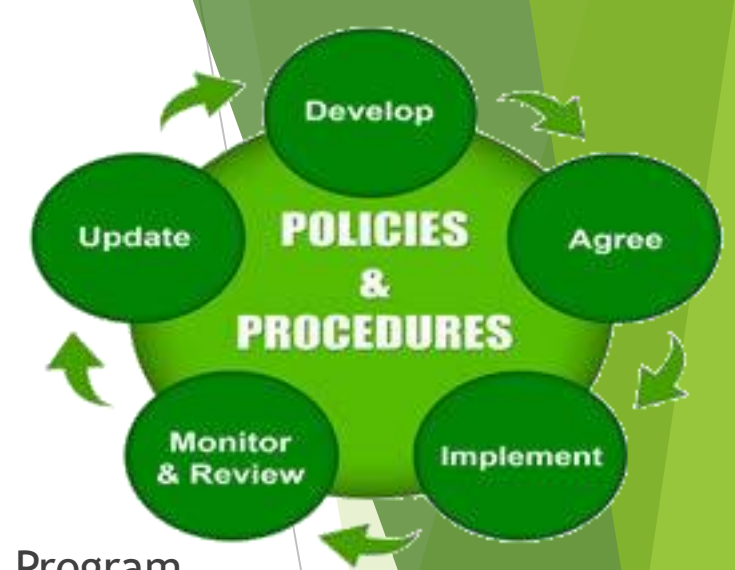 Develop
Agree
Implement
Monitor
& Review
Update
POLICIES
&
PROCEDURES
Program